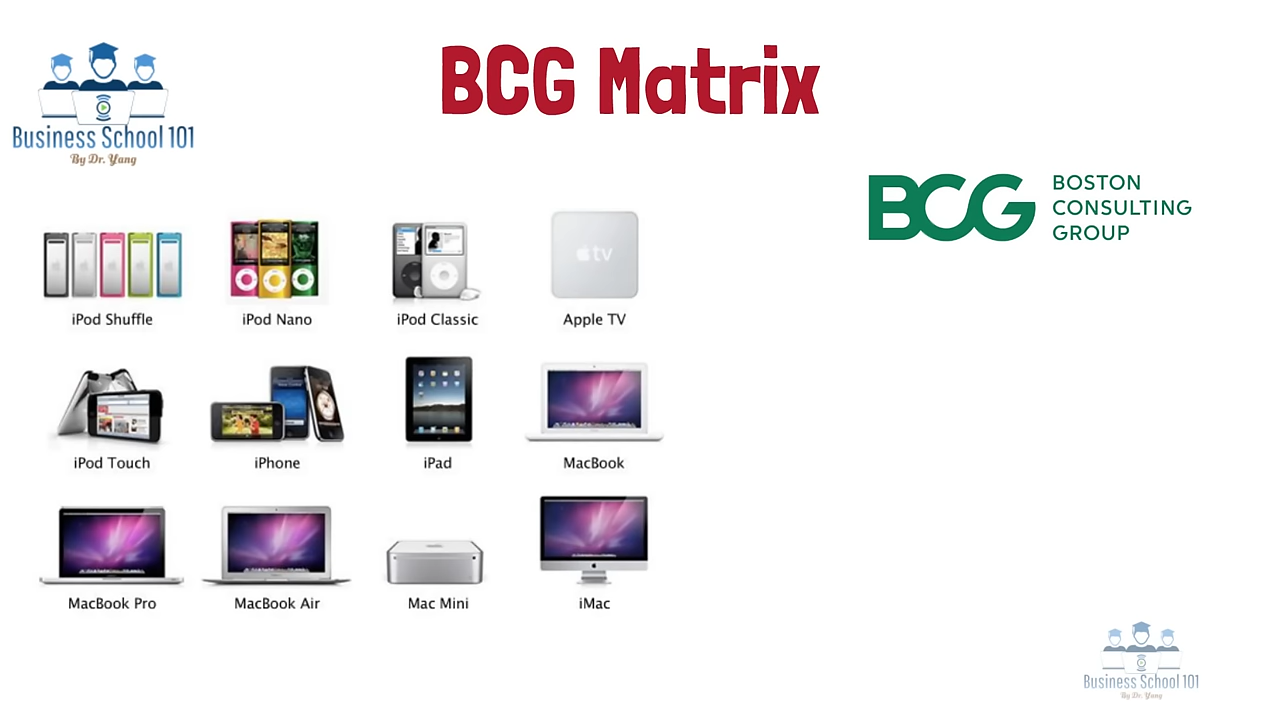 BCG Matrix
Business School 101
By Dr. Yang
BCG
BOSTON
CONSULTING
GROUP
iPod Shuffle
iPod Nano
iPod Classic
tv
Apple TV
iPod Touch
iPhone
iPad
MacBook
MacBook Pro
MacBook Air
Mac Mini
iMac
Business School 101
By Dr. Yang